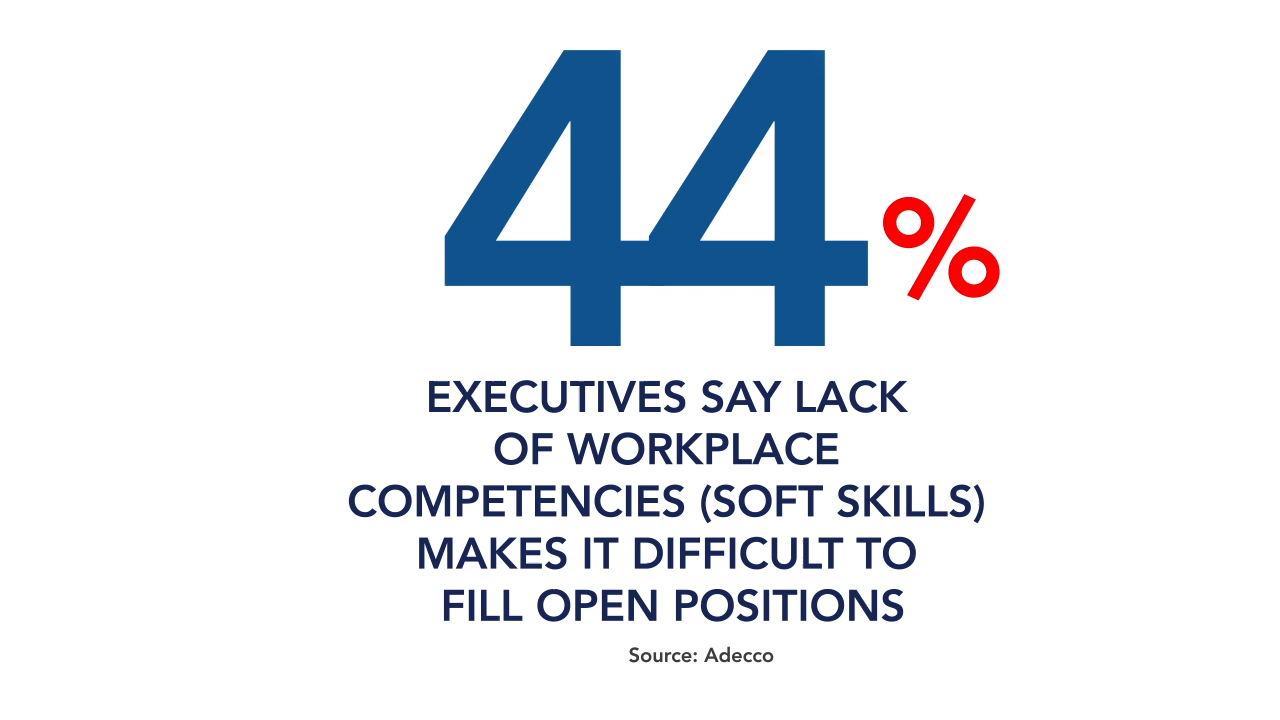 44%
EXECUTIVES SAY LACK
OF WORKPLACE
COMPETENCIES (SOFT SKILLS)
MAKES IT DIFFICULT TO
FILL OPEN POSITIONS
Source: Adecco